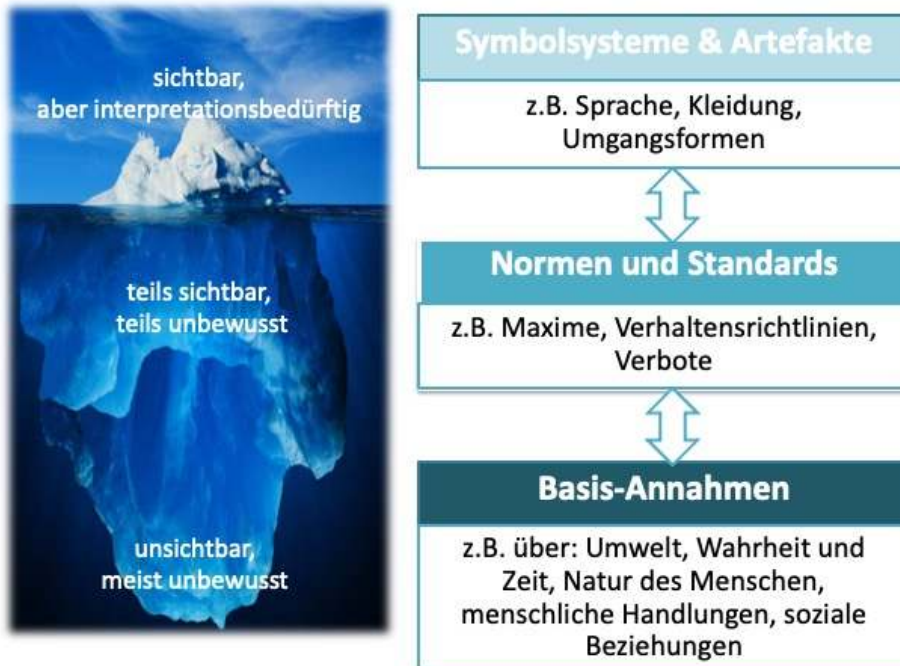 sichtbar,
aber interpretationsbedürftig
teils sichtbar,
teils unbewusst
unsichtbar,
meist unbewusst
Symbolsysteme & Artefakte
z.B. Sprache, Kleidung,
Umgangsformen
Normen und Standards
z.B. Maxime, Verhaltensrichtlinien,
Verbote
Basis-Annahmen
z.B. über: Umwelt, Wahrheit und
Zeit, Natur des Menschen,
menschliche Handlungen, soziale
Beziehungen